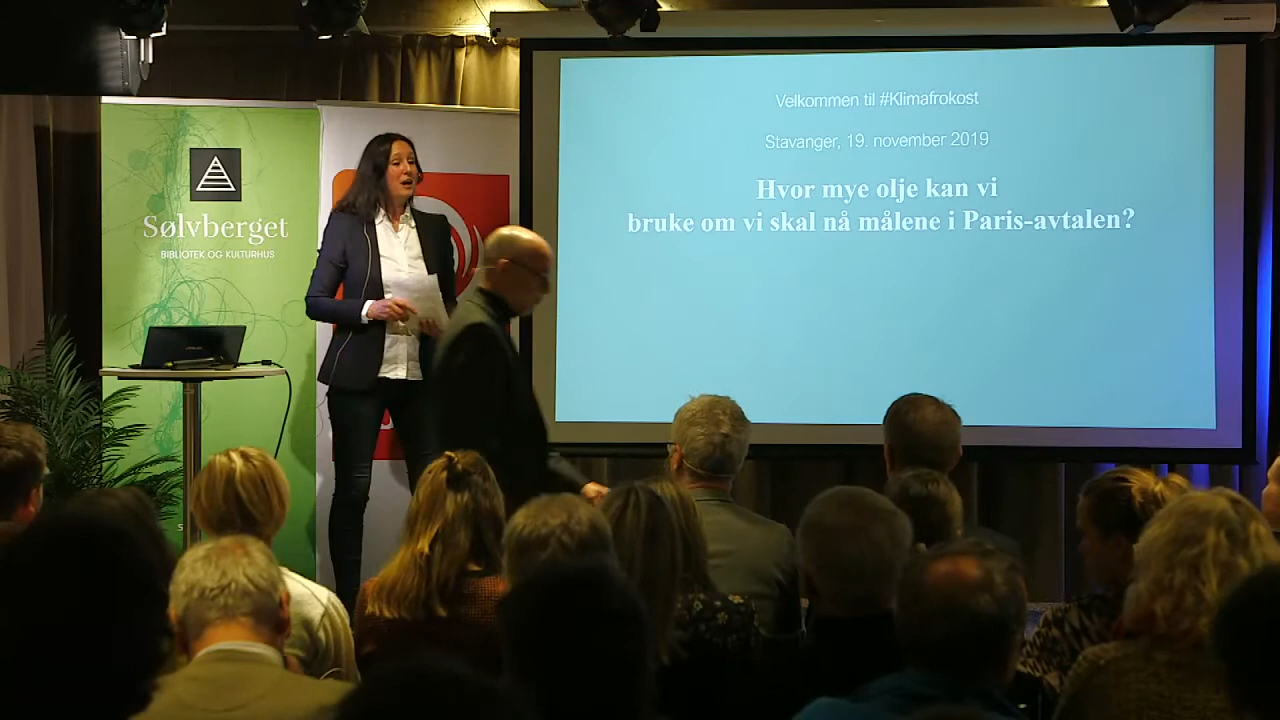 Velkommen til #Klimafrokost
Stavanger, 19. november 2019
Hvor mye olje kan vi
bruke om vi skal nå målene i Paris-avtalen?
Sølvberget
BIBLIOTEK OG KULTURHUS